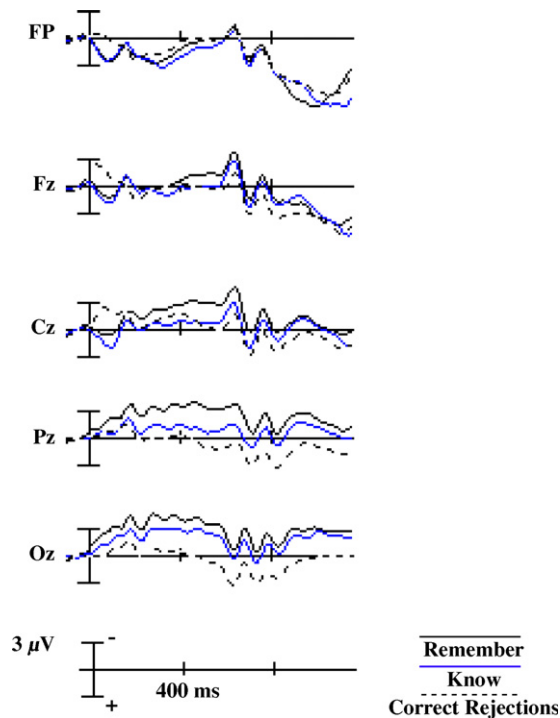 FP
Fz
Cz
Pz
Oz
3 µV
-
+
400 ms
Remember
Know
Correct Rejections